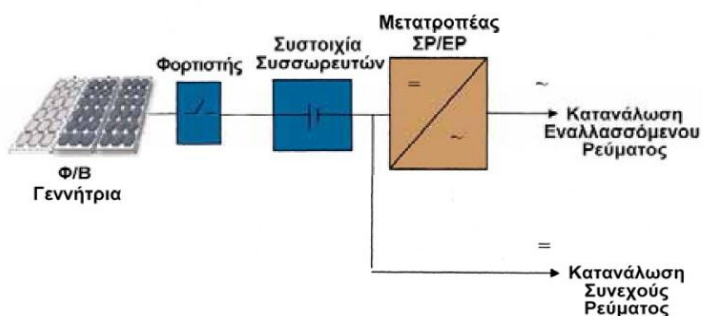 Μετατροπέας
ΣΡ/ΕΡ
Συστοιχία
Συσσωρευτών
Φορτιστής
=
~
~
Κατανάλωση
Εναλλασσόμενου
Ρεύματος
Φ/Β
Γεννήτρια
=
Κατανάλωση
Συνεχούς
Ρεύματος